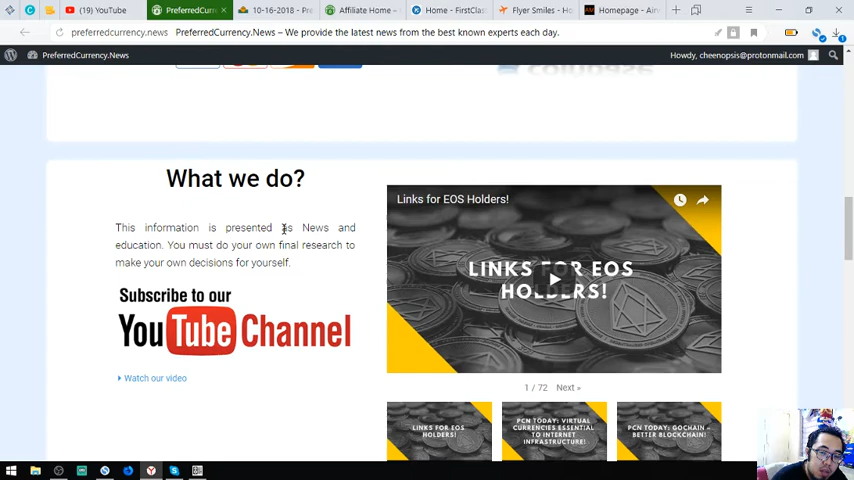 (19) YouTube
PreferredCurr
10-16-2018 - Pre
Affiliate Home -
Home - FirstClass
Flyer Smiles - Ho
Homepage - Air
preferredcurrency.news
PreferredCurrency.News – We provide the latest news from the best known experts each day.
PreferredCurrency.News
Howdy, cheenopsis@protonmail.com
What we do?
This information is presented as News and
education. You must do your own final research to
make your own decisions for yourself.
Subscribe to our
YouTube Channel
Watch our video
Links for EOS Holders!
LINKS FOR EOS
HOLDERS!
1 / 72 Next »
LINKS FOR EOS
HOLDERS!
PCN TODAY: VIRTUAL
CURRENCIES ESSENTIAL
TO INTERNET
INFRASTRUCTURE!
PCN TODAY: GOCHAIN –
BETTER BLOCKCHAIN!